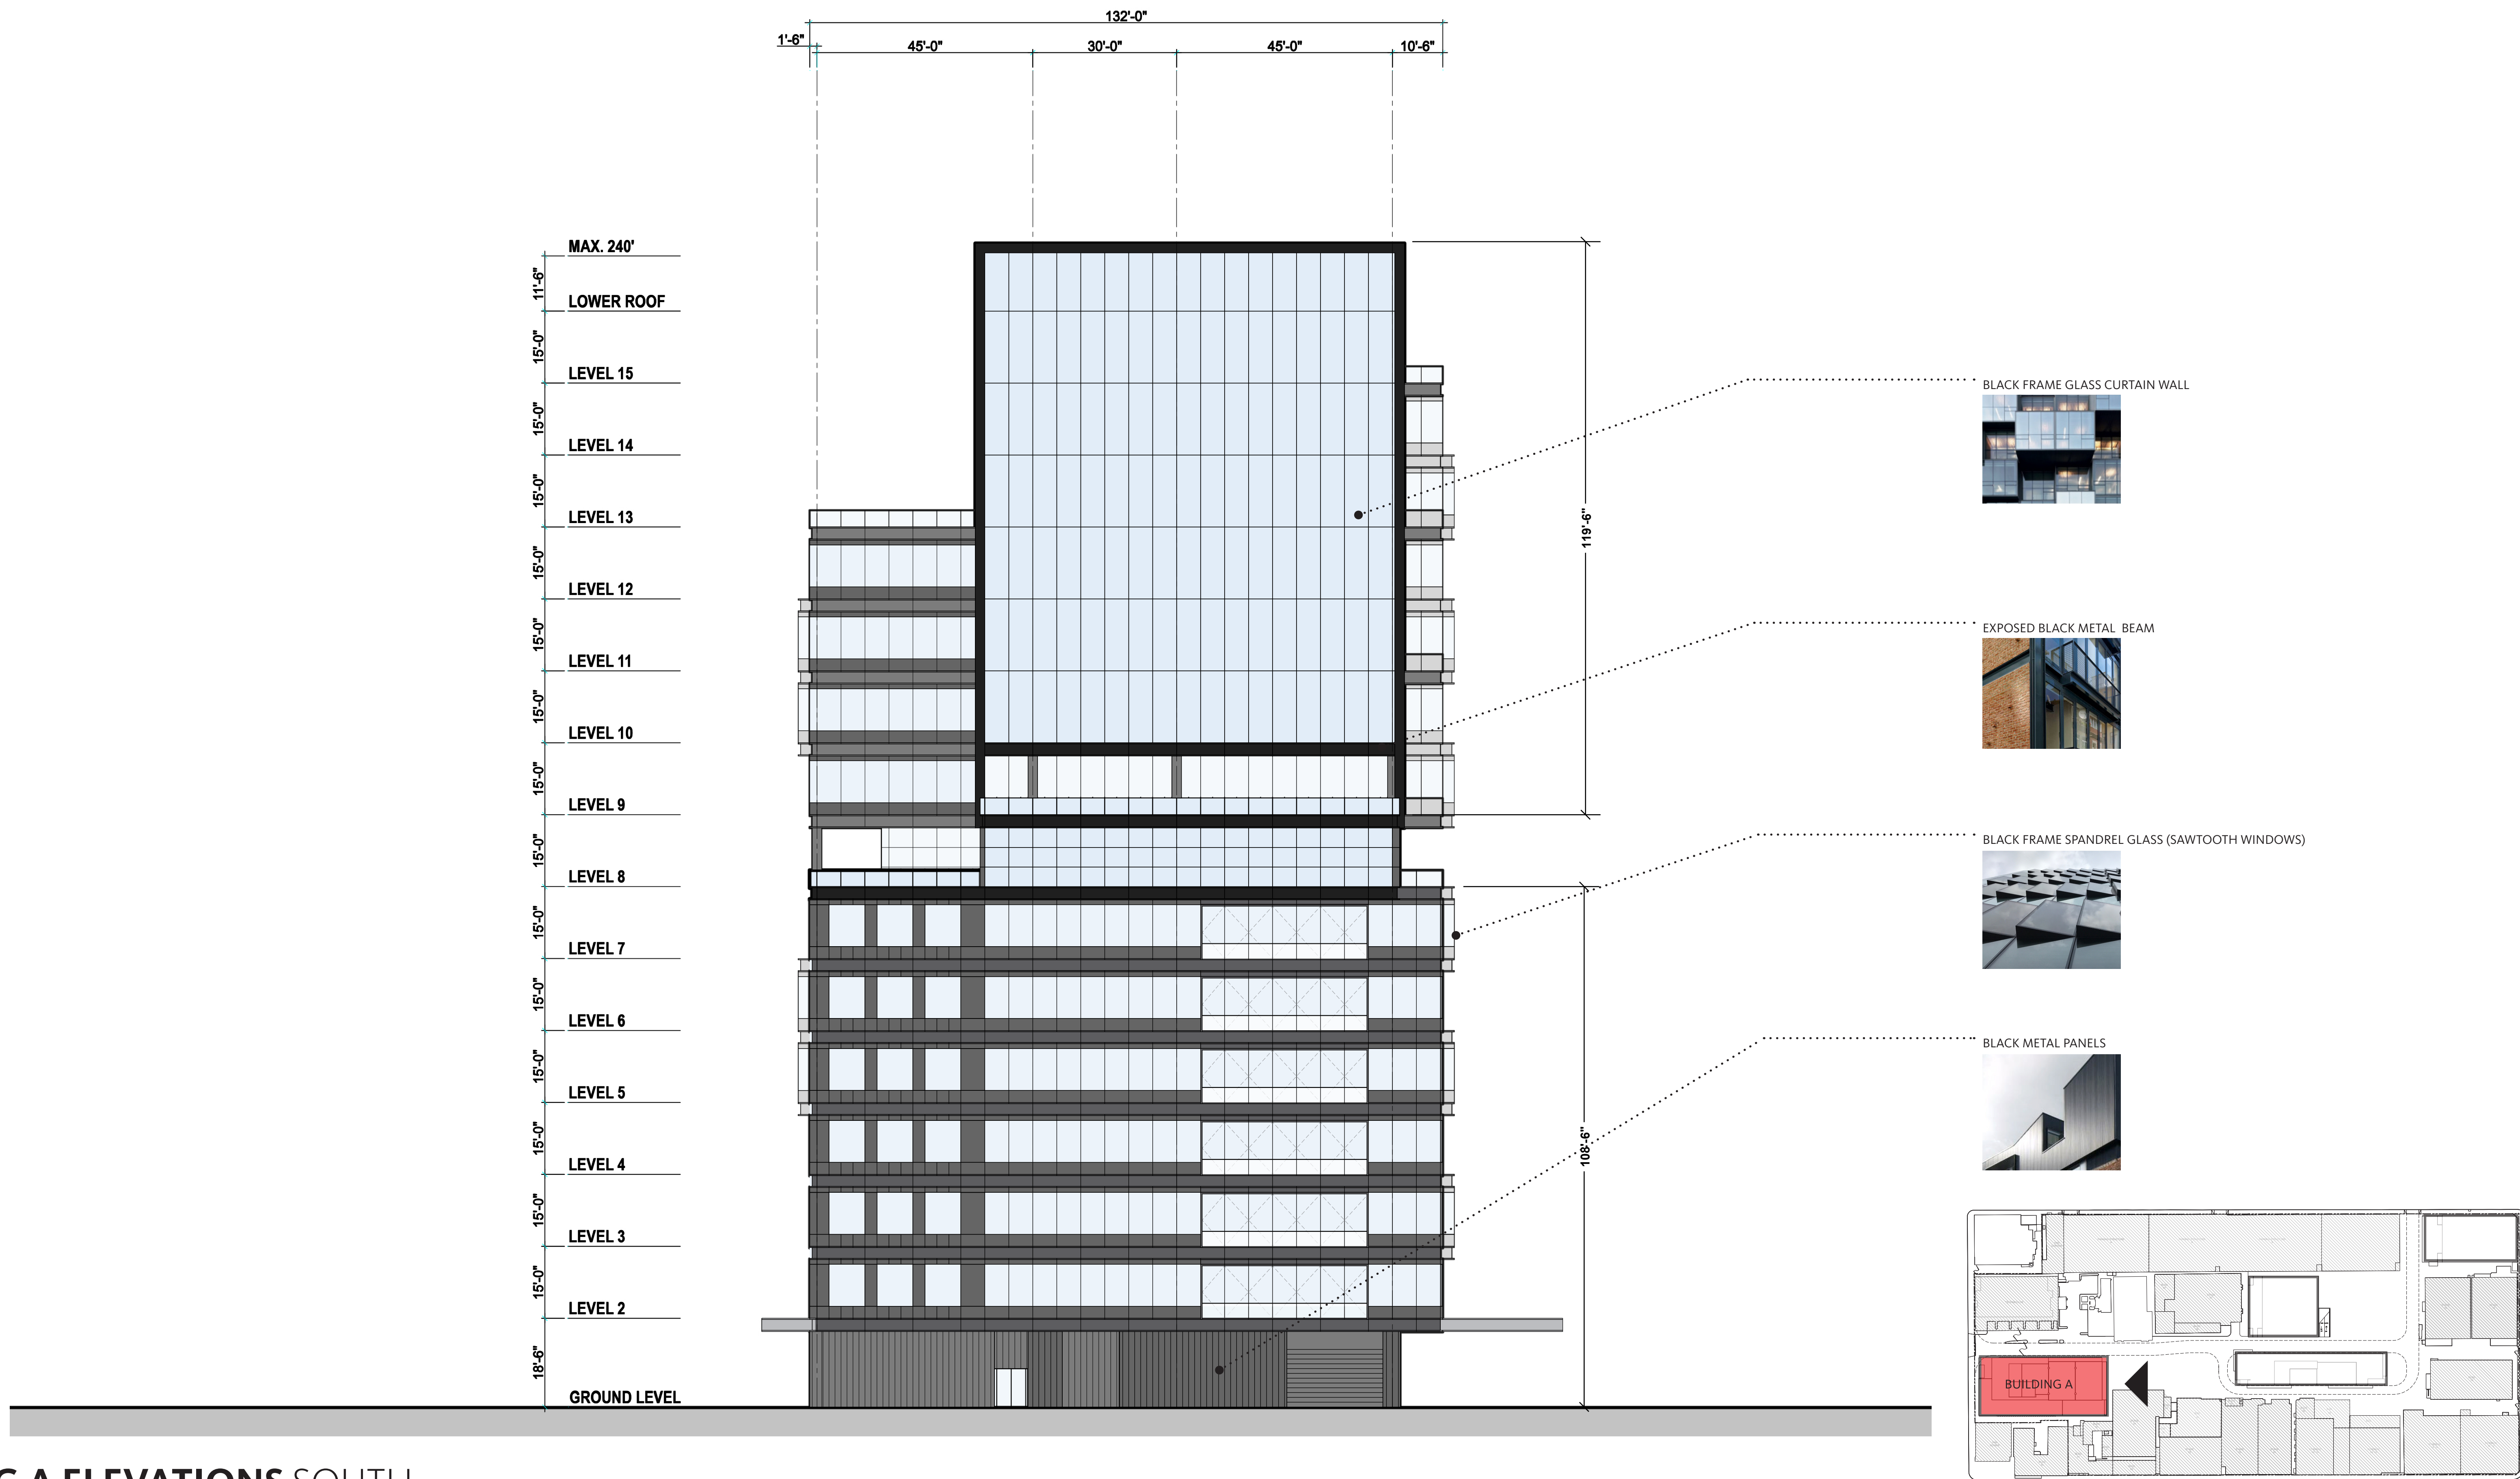 132'-0"
1'-6"
45'-0"
30'-0"
45'-0"
10'-6"
MAX. 240'
11'-6"
LOWER ROOF
15'-0"
LEVEL 15
15'-0"
LEVEL 14
15'-0"
LEVEL 13
15'-0"
LEVEL 12
15'-0"
LEVEL 11
15'-0"
LEVEL 10
15'-0"
LEVEL 9
15'-0"
LEVEL 8
15'-0"
LEVEL 7
15'-0"
LEVEL 6
15'-0"
LEVEL 5
15'-0"
LEVEL 4
15'-0"
LEVEL 3
15'-0"
LEVEL 2
18'-6"
GROUND LEVEL
119'-6"
108'-6"
BLACK FRAME GLASS CURTAIN WALL
EXPOSED BLACK METAL BEAM
BLACK FRAME SPANDREL GLASS (SAWTOOTH WINDOWS)
BLACK METAL PANELS
BUILDING A
G A ELEVATIONS SOUTH